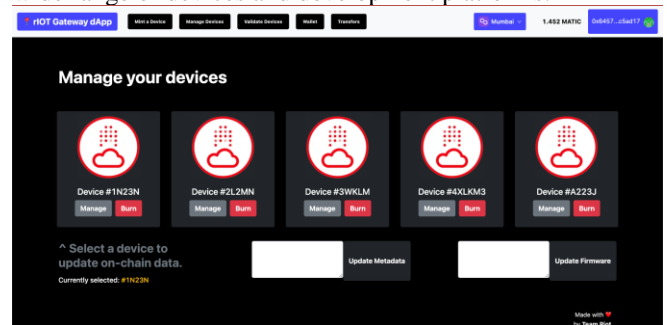 rIOT Gateway dApp Mint a Device Manage Devices Validate Devices Wallet Transfers Mumbai 1.452 MATIC 0x6457...c5ad17
Manage your devices
Device #1N23N Device #2L2MN Device #3WKLM Device #4XLKM3 Device #A223J
Manage Burn Manage Burn Manage Burn Manage Burn Manage Burn
^ Select a device to
update on-chain data.
Update Metadata Update Firmware
Currently selected: #1N23N
Made with ❤
by Team Riot